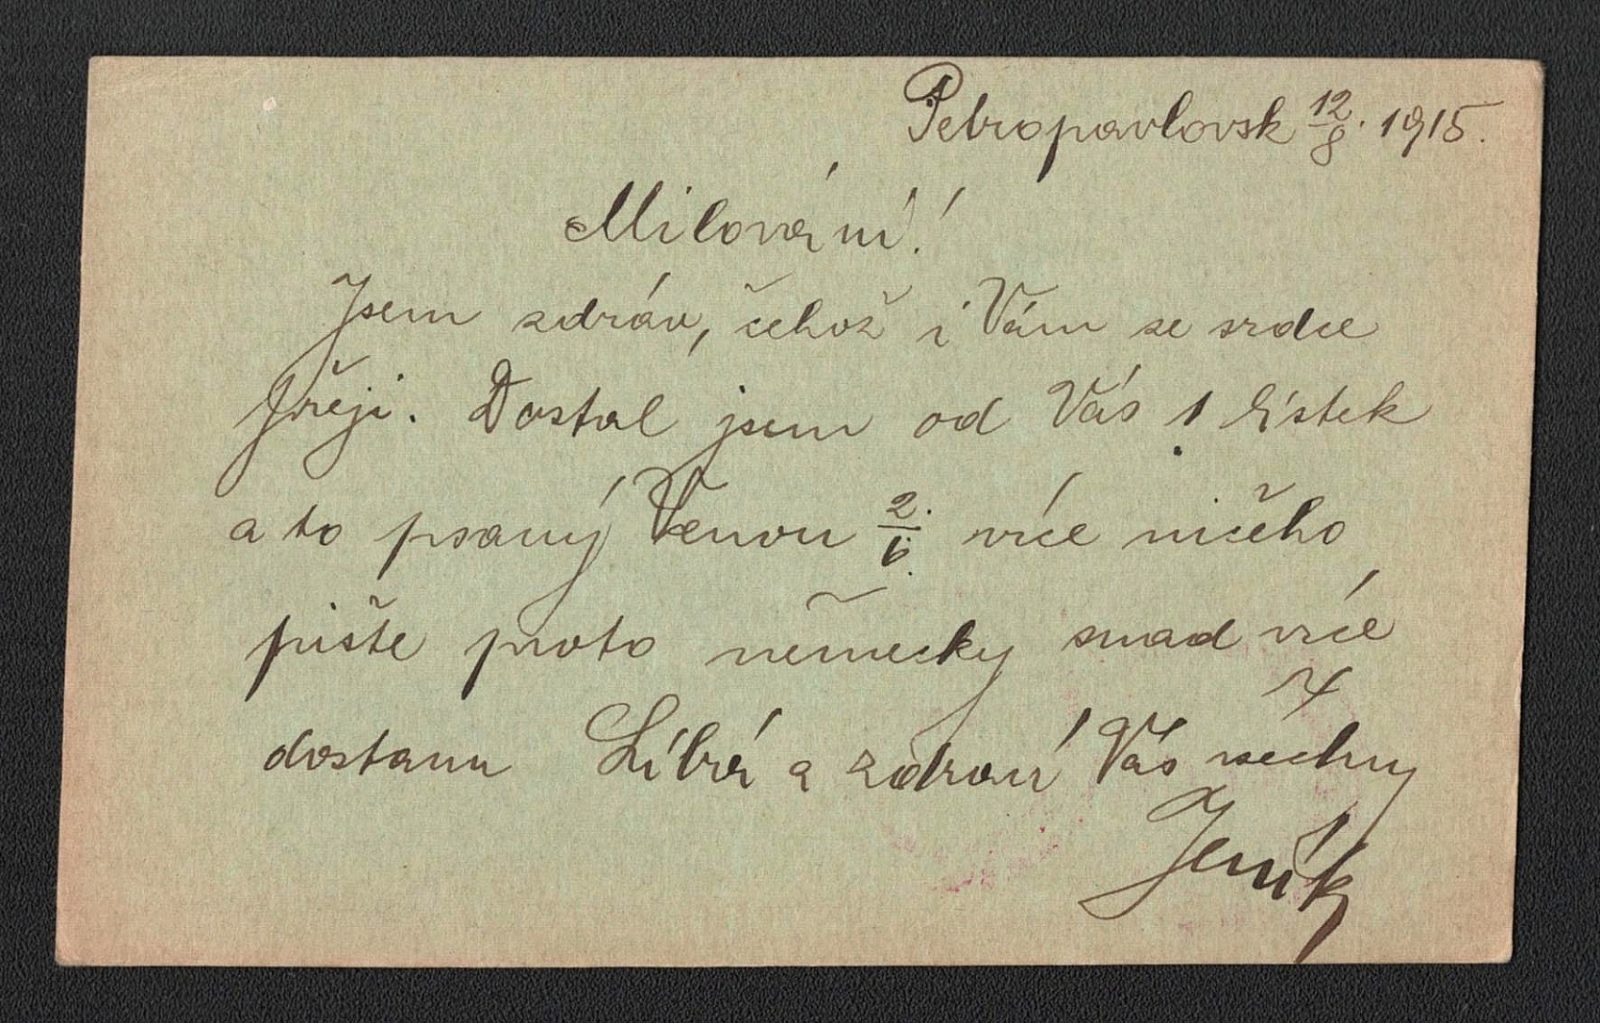 Petropavlovsk 12/8. 1915.
Milovaní!
Jsem zdráv, čehož i Vám ze srdce
přeji. Dostal jsem od Vás 1 lístek
a to psaný Venou 2./6. více ničeho
pište proto německy snad více
dostanu Líbá a zdraví Vás všechny
Jeník